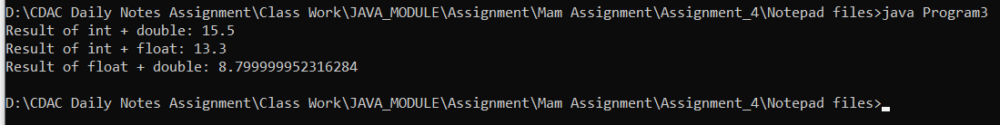 D:\CDAC Daily Notes Assignment\Class Work\JAVA_MODULE\Assignment\Mam Assignment\Assignment_4\Notepad files>java Program3
Result of int + double: 15.5
Result of int + float: 13.3
Result of float + double: 8.799999952316284
D:\CDAC Daily Notes Assignment\Class Work\JAVA_MODULE\Assignment\Mam Assignment\Assignment_4\Notepad files>